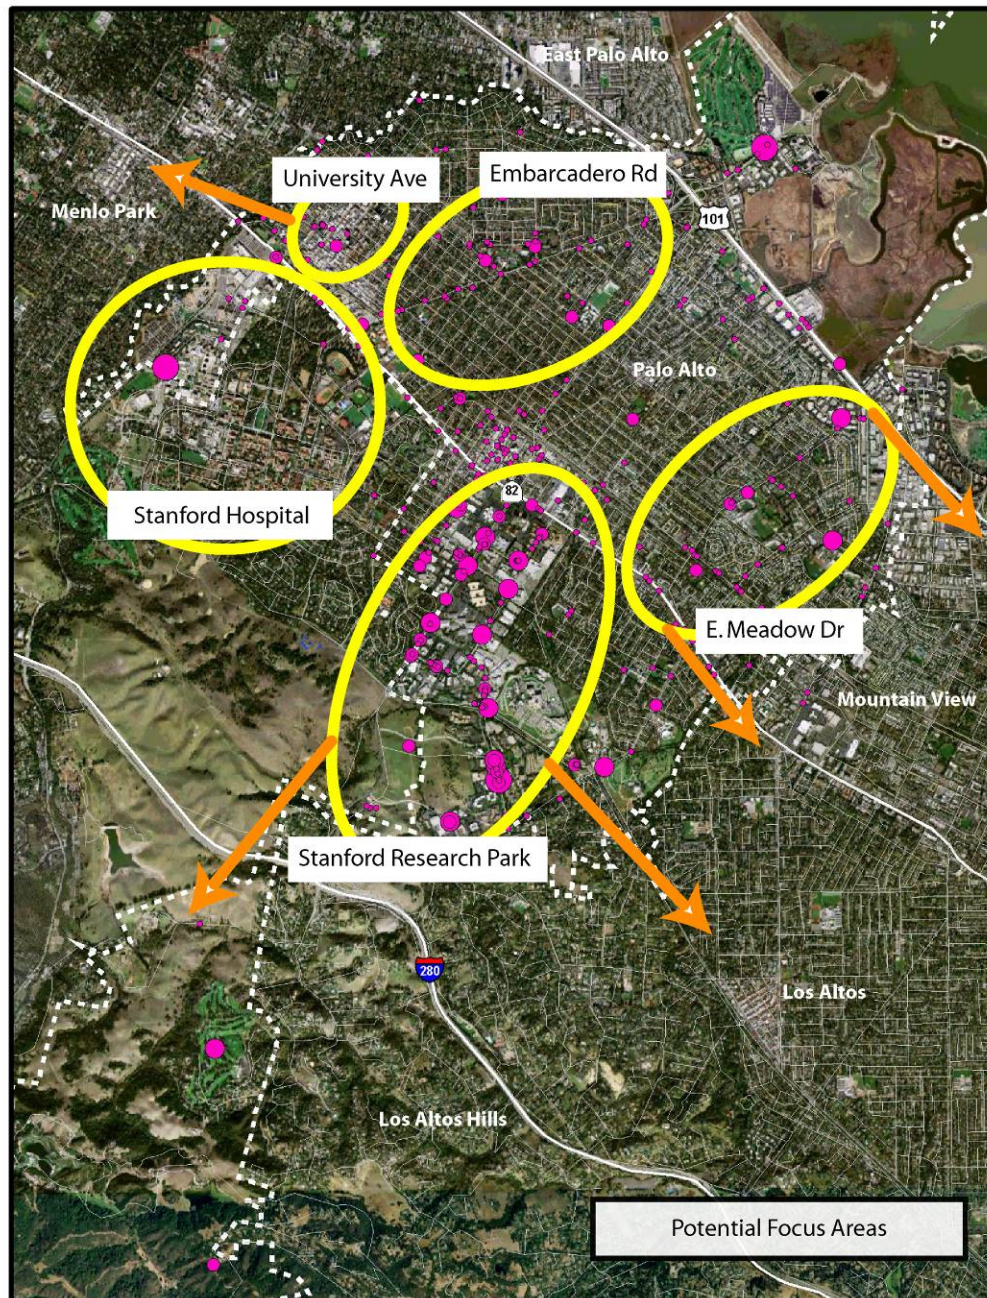 East Palo Alto
University Ave
Embarcadero Rd
Menlo Park
101
Palo Alto
Stanford Hospital
82
E. Meadow Dr
Mountain View
Stanford Research Park
280
Los Altos
Los Altos Hills
Potential Focus Areas